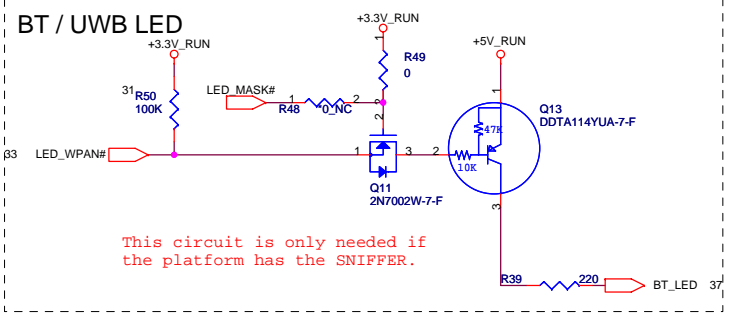 BT / UWB LED
+3.3V_RUN
+3.3V_RUN
+5V_RUN
1
R49
0
31
R50
100K
LED_MASK#
1
2
R48
0_NC
2
2
1
Q13
DDTA114YUA-7-F
47K
10K
33
LED_WPAN#
1
3
2
Q11
2N7002W-7-F
3
This circuit is only needed if
the platform has the SNIFFER.
R39
220
BT_LED
37